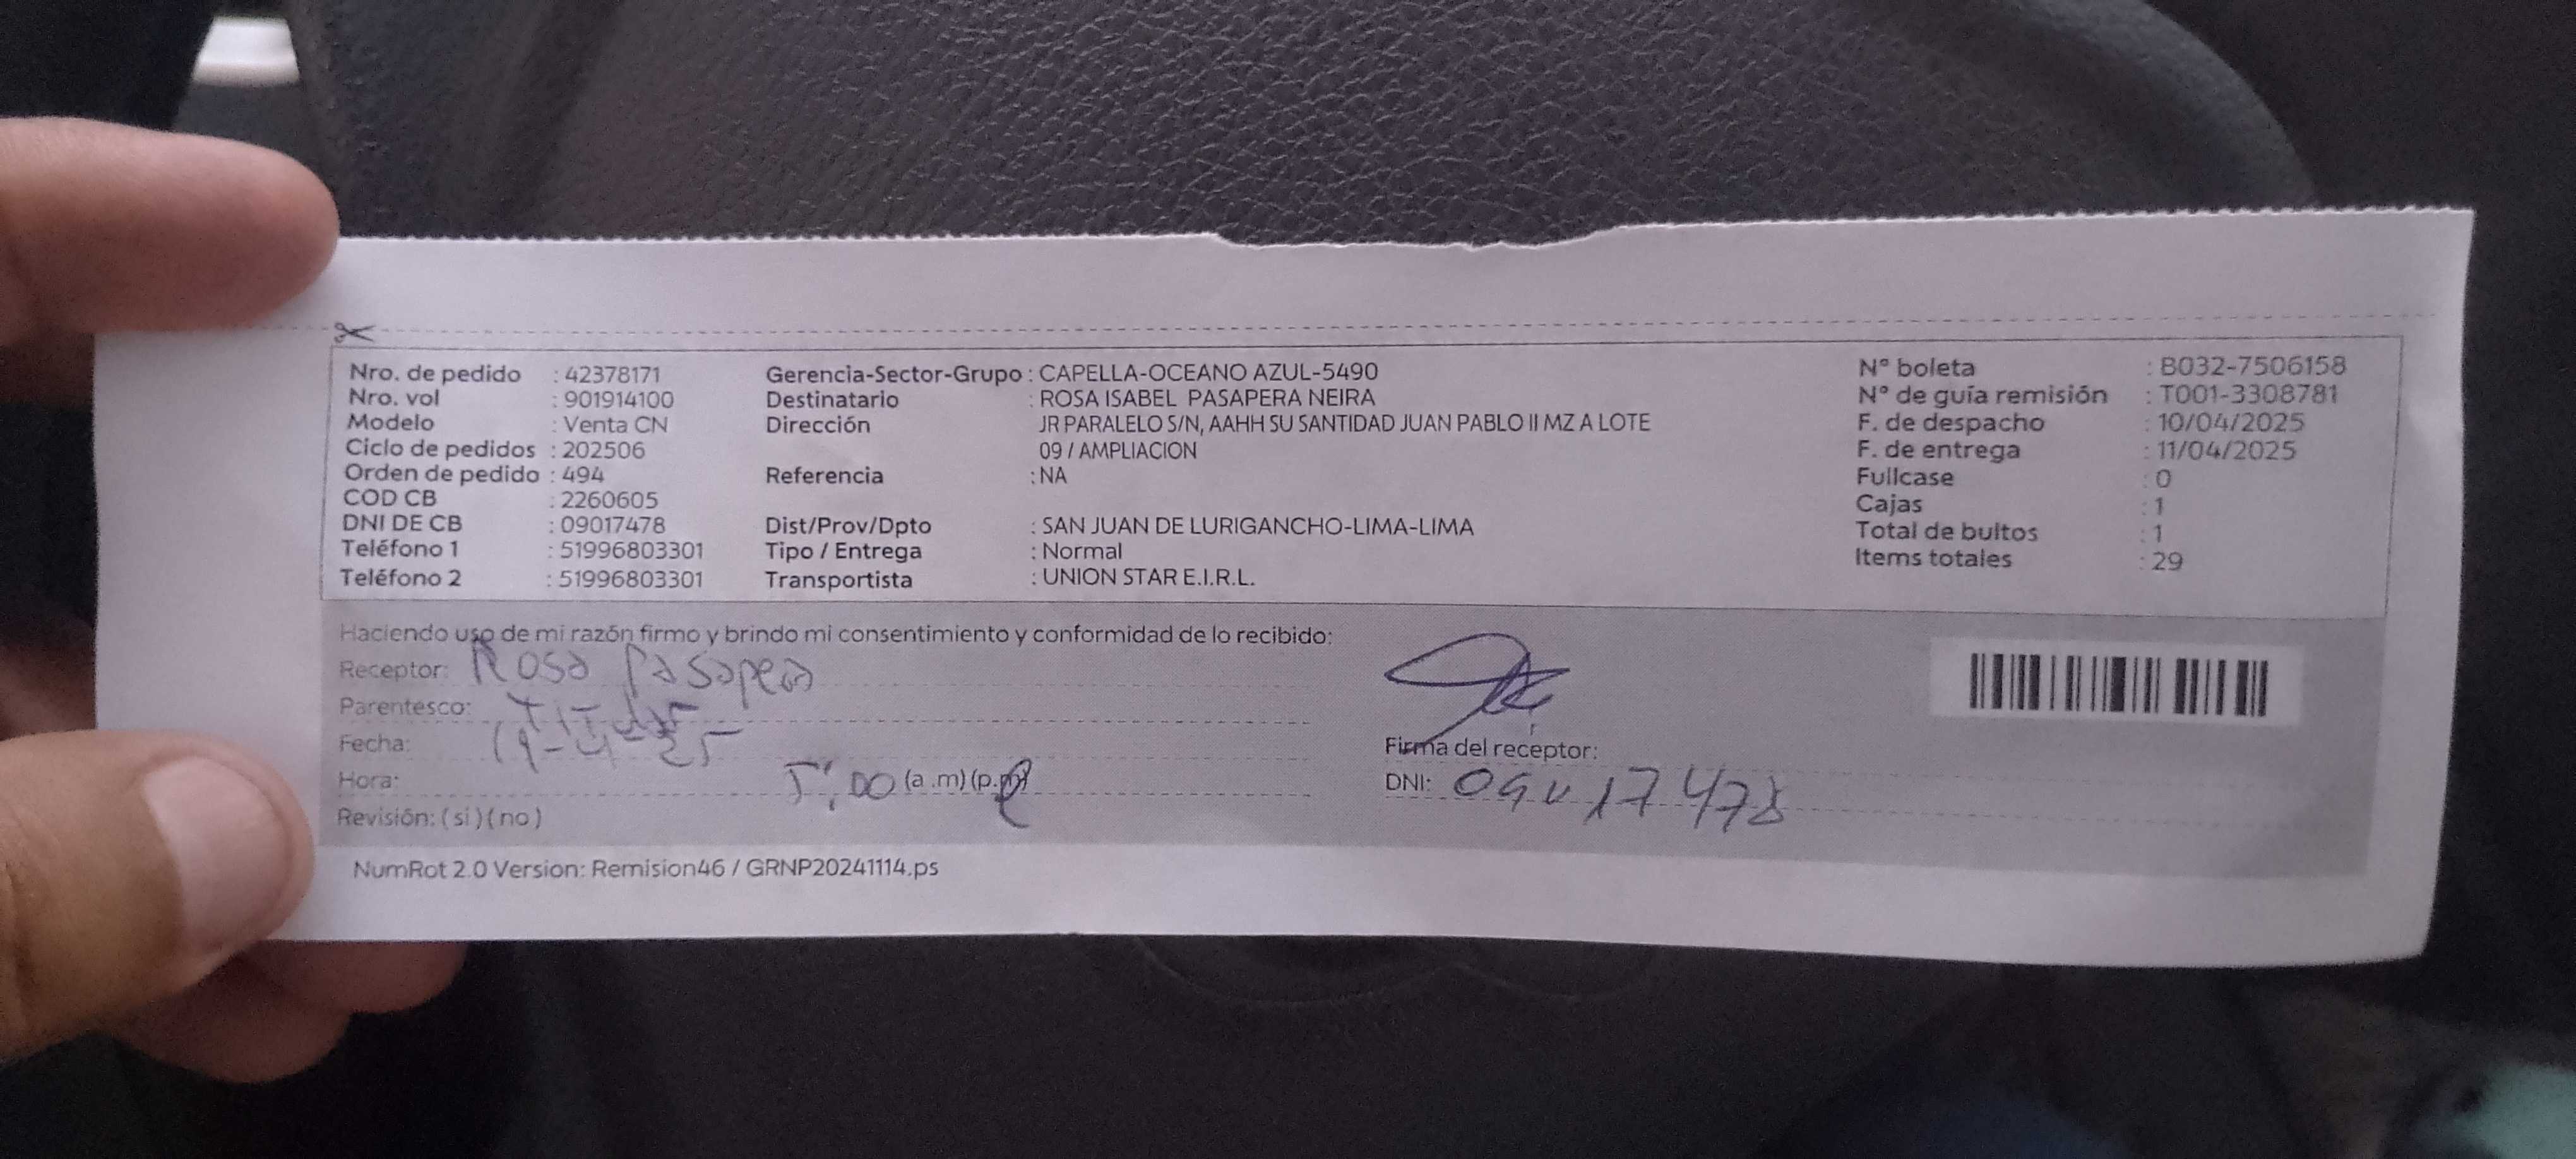 Nro. de pedido : 42378171
Nro. vol : 901914100
Modelo : Venta CN
Ciclo de pedidos : 202506
Orden de pedido : 494
COD CB : 2260605
DNI DE CB : 09017478
Teléfono 1 : 51996803301
Teléfono 2 : 51996803301
Gerencia-Sector-Grupo : CAPELLA-OCEANO AZUL-5490
Destinatario : ROSA ISABEL PASAPERA NEIRA
Dirección JR PARALELO S/N, AAHH SU SANTIDAD JUAN PABLO II MZ A LOTE
09 / AMPLIACION
Referencia : NA
Dist/Prov/Dpto : SAN JUAN DE LURIGANCHO-LIMA-LIMA
Tipo / Entrega : Normal
Transportista : UNION STAR E.I.R.L.
Nº boleta : B032-7506158
Nº de guía remisión : T001-3308781
F. de despacho : 10/04/2025
F. de entrega : 11/04/2025
Fullcase : 0
Cajas : 1
Total de bultos : 1
Items totales : 29
Haciendo uso de mi razón firmo y brindo mi consentimiento y conformidad de lo recibido:
Receptor: Rosa
Parentesco: Titular
Fecha:
Hora: 5:00 (a.m)(p.m)
Revisión: (si)(no)
Firma del receptor:
DNI: 09017478
NumRot 2.0 Version: Remision46 / GRNP20241114.ps